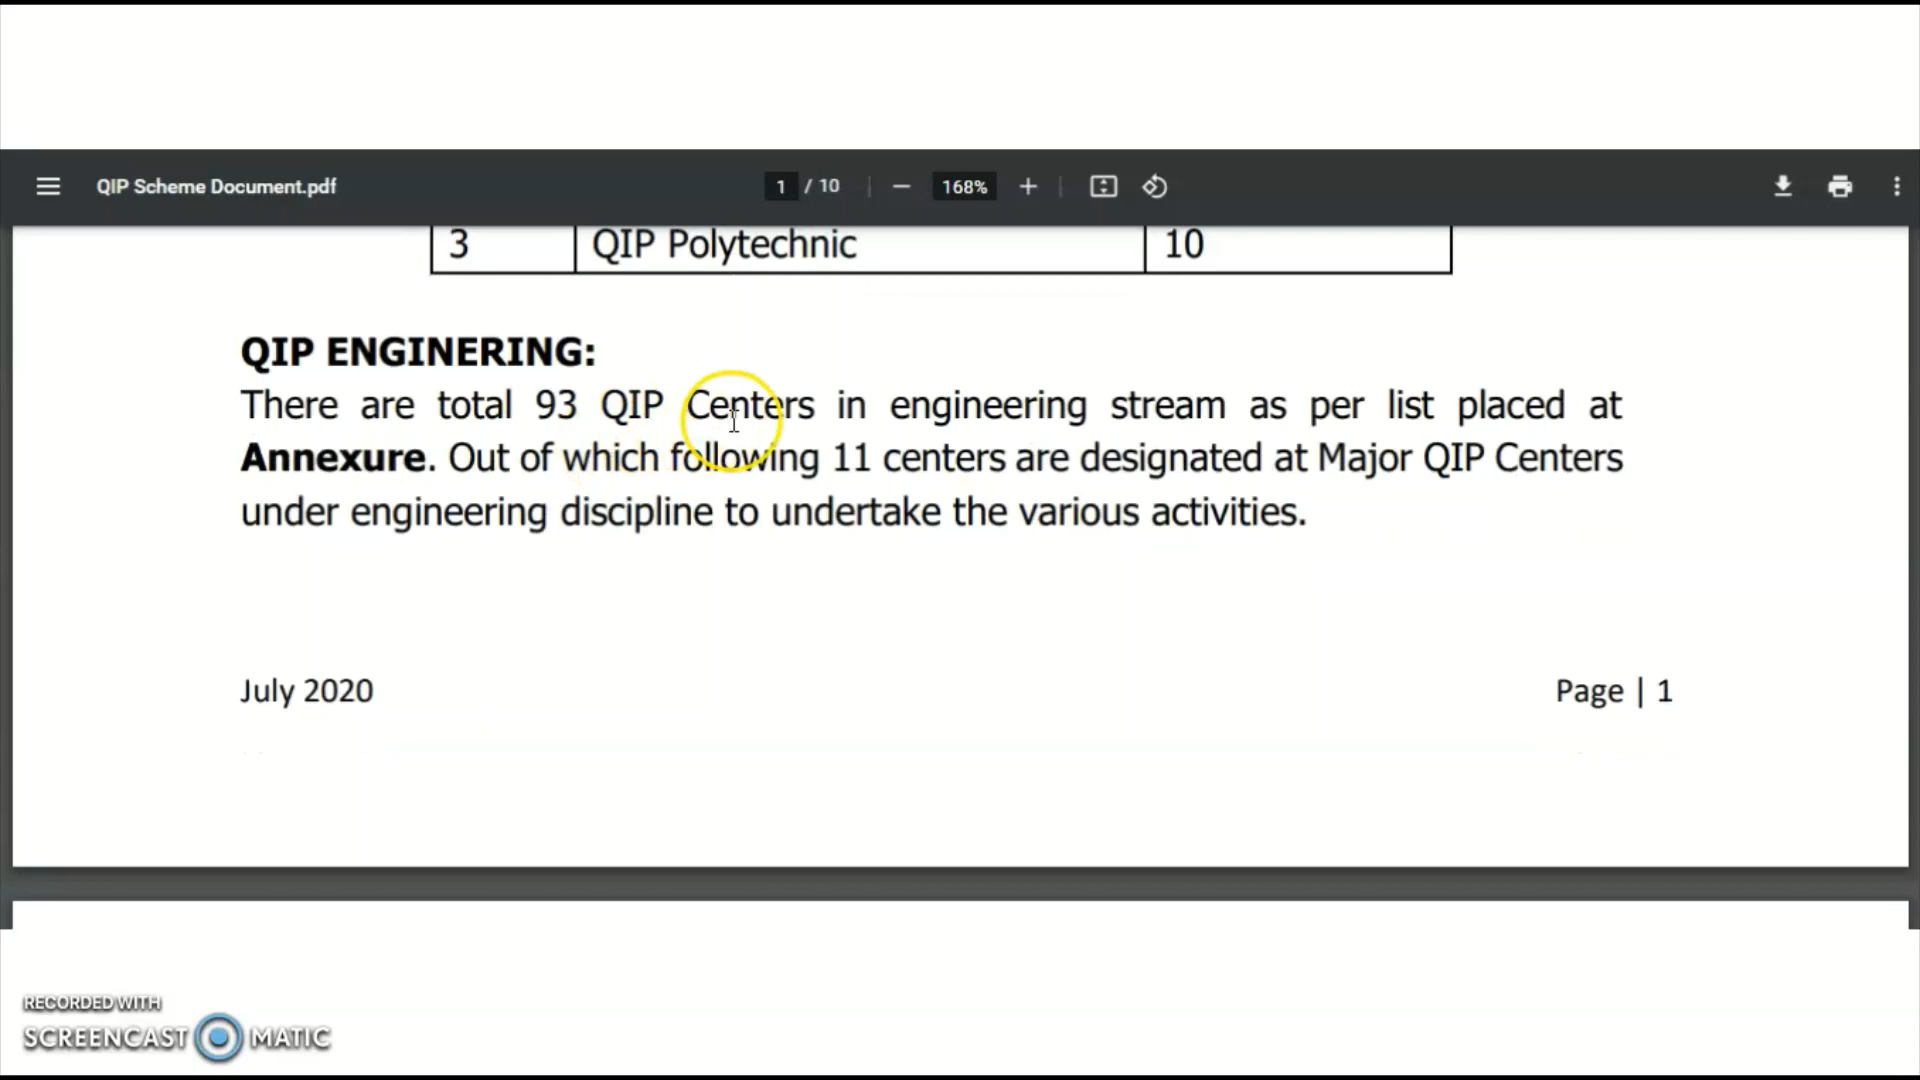 QIP Scheme Document.pdf
1 / 10
168%
3 QIP Polytechnic 10
QIP ENGINERING:
There are total 93 QIP Centers in engineering stream as per list placed at
Annexure. Out of which following 11 centers are designated at Major QIP Centers
under engineering discipline to undertake the various activities.
July 2020 Page | 1
RECORDED WITH
SCREENCAST MATIC